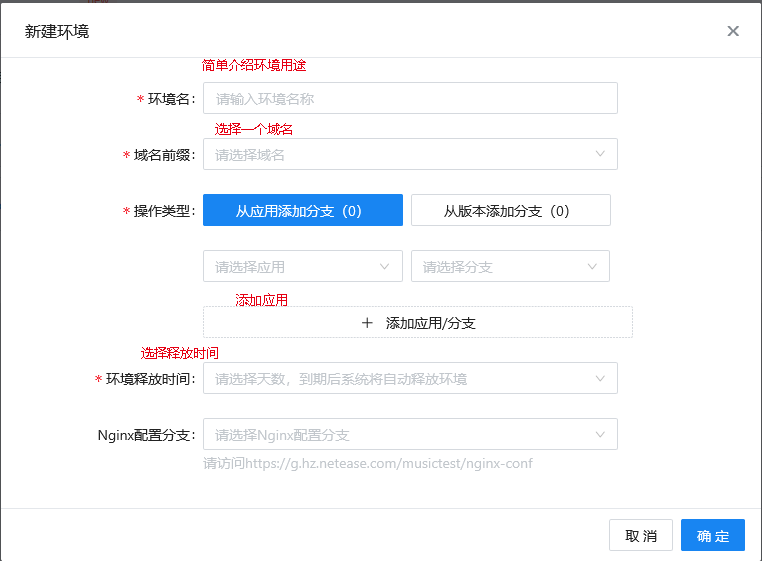 新建环境
简单介绍环境用途
* 环境名: 请输入环境名称
选择一个域名
* 域名前缀: 请选择域名
* 操作类型: 从应用添加分支（0） 从版本添加分支（0）
请选择应用 请选择分支
添加应用
+ 添加应用/分支
选择释放时间
* 环境释放时间: 请选择天数，到期后系统将自动释放环境
Nginx配置分支: 请选择Nginx配置分支
请访问https://g.hz.netease.com/musictest/nginx-conf
取 消 确 定